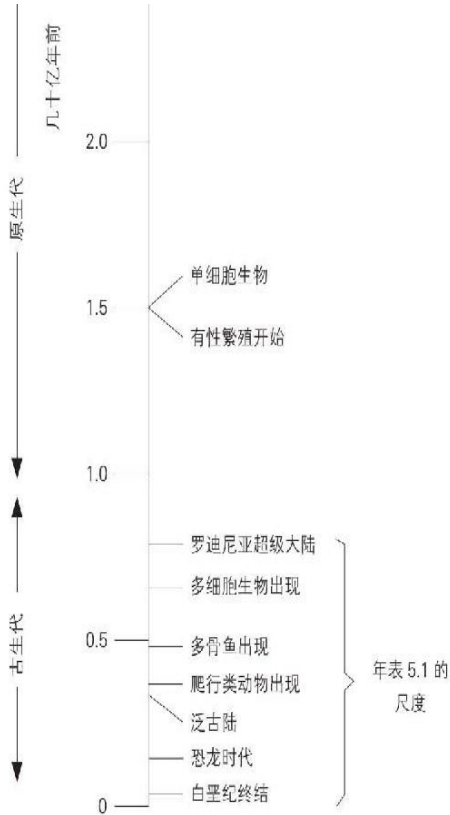 几十亿年前
原生代
2.0
单细胞生物
1.5
有性繁殖开始
1.0
罗迪尼亚超级大陆
多细胞生物出现
0.5
多骨鱼出现
古生代
爬行类动物出现
年表 5.1 的
尺度
泛古陆
恐龙时代
白垩纪终结
0